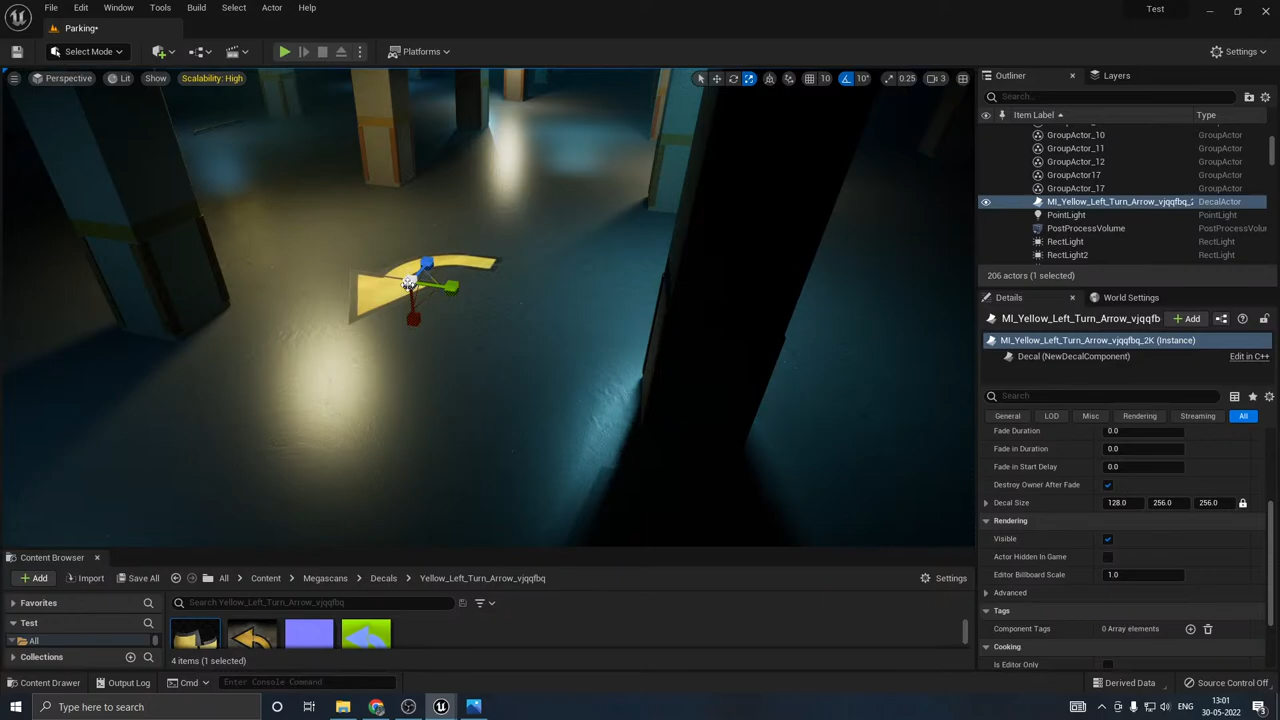 File Edit Window Tools Build Select Actor Help
Test
Parking*
Select Mode
Platforms
Settings
Perspective Lit Show Scalability: High
10 10° 0.25 3
Outliner Layers
Search...
Item Label Type
GroupActor_10 GroupActor
GroupActor_11 GroupActor
GroupActor_12 GroupActor
GroupActor17 GroupActor
GroupActor_17 GroupActor
MI_Yellow_Left_Turn_Arrow_vjqqfbq_2 DecalActor
PointLight PointLight
PostProcessVolume PostProcessVolur
RectLight RectLight
RectLight2 RectLight
206 actors (1 selected)
Details World Settings
MI_Yellow_Left_Turn_Arrow_vjqqfb Add
MI_Yellow_Left_Turn_Arrow_vjqqfbq_2K (Instance)
Decal (NewDecalComponent) Edit in C++
Search
General LOD Misc Rendering Streaming All
Fade Duration 0.0
Fade in Duration 0.0
Fade in Start Delay 0.0
Destroy Owner After Fade
Decal Size 128.0 256.0 256.0
Rendering
Visible
Actor Hidden In Game
Editor Billboard Scale 1.0
Advanced
Tags
Component Tags 0 Array elements
Cooking
Is Editor Only
Content Browser
Add Import Save All All Content Megascans Decals Yellow_Left_Turn_Arrow_vjqqfbq Settings
Favorites
Search Yellow_Left_Turn_Arrow_vjqqfbq
Test
All
Collections
4 items (1 selected)
Content Drawer Output Log Cmd Enter Console Command Derived Data Source Control Off
Type here to search
13:01
30-05-2022
3